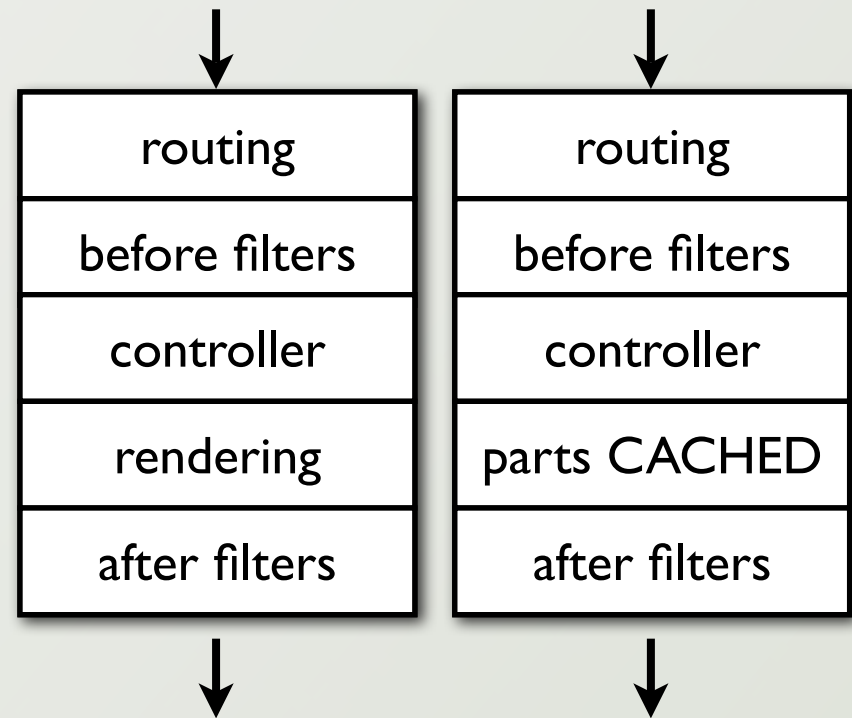 routing
before filters
controller
rendering
after filters
routing
before filters
controller
parts CACHED
after filters